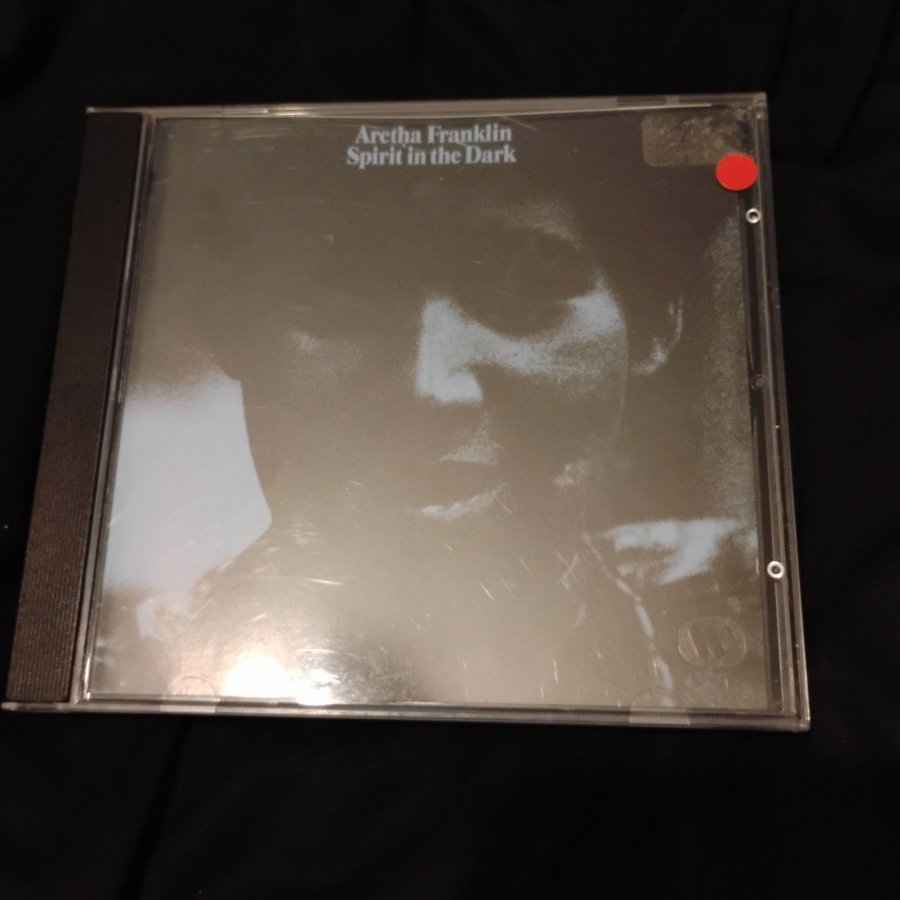 Aretha Franklin
Spirit in the Dark